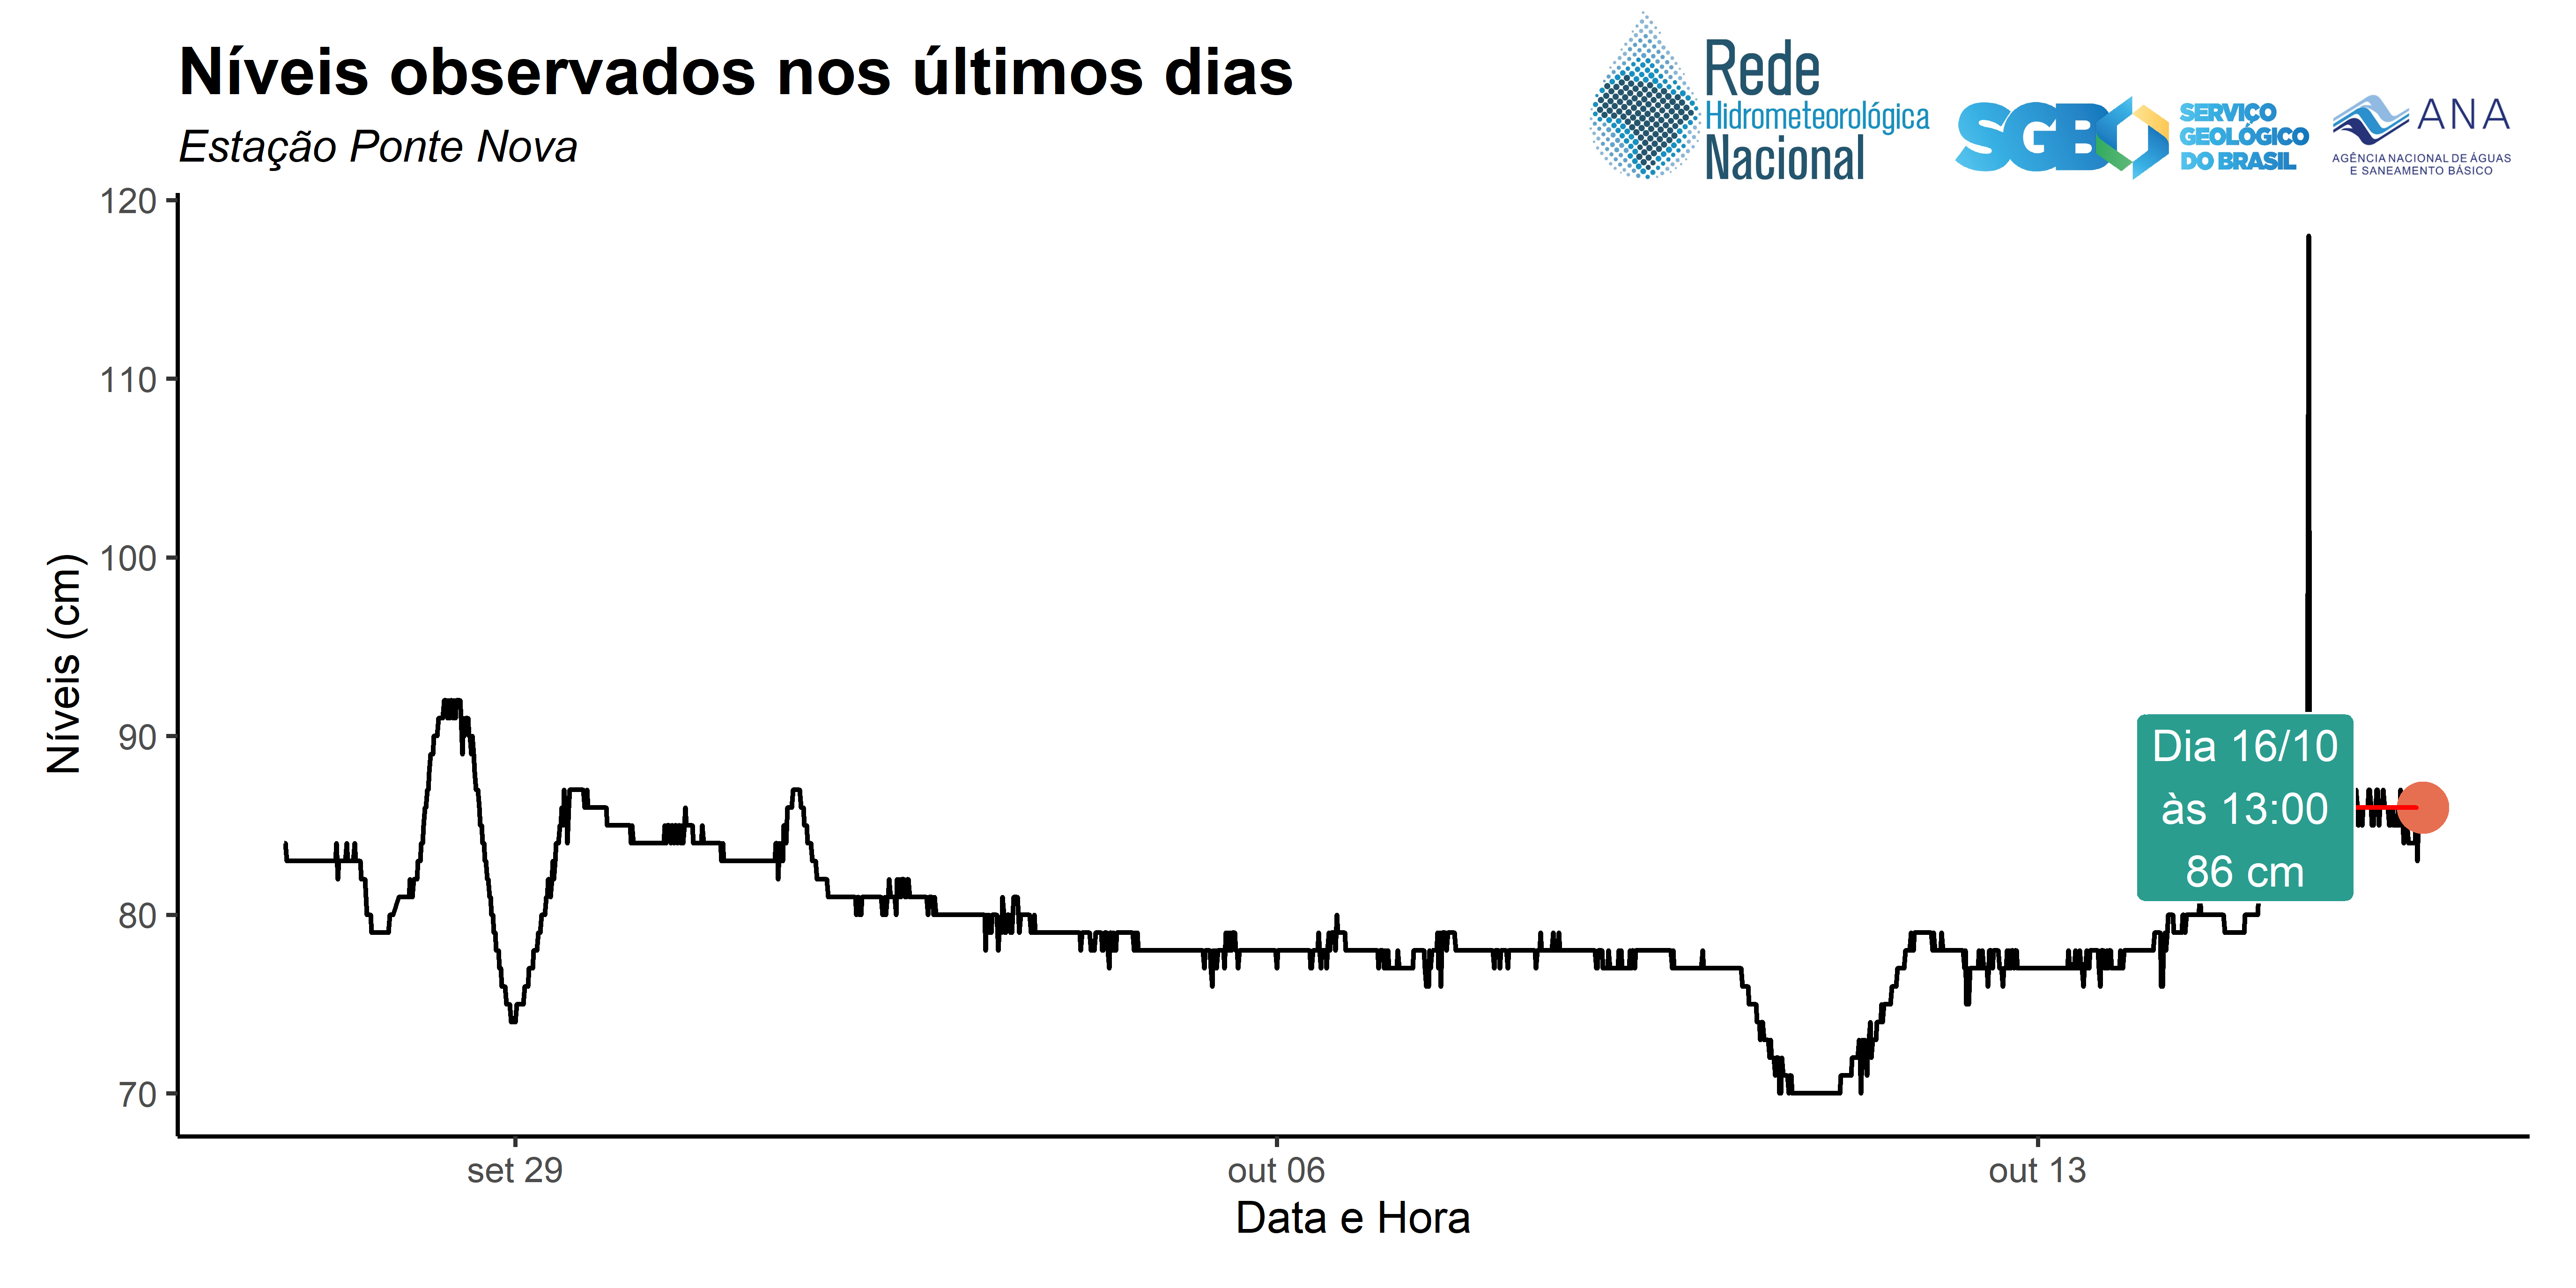 Níveis observados nos últimos dias
Estação Ponte Nova
Rede
Hidrometeorológica
Nacional
SGB
SERVIÇO
GEOLÓGICO
DO BRASIL
ANA
AGÊNCIA NACIONAL DE ÁGUAS
E SANEAMENTO BÁSICO
120
110
100
90
80
70
Níveis (cm)
Dia 16/10
às 13:00
86 cm
set 29
out 06
out 13
Data e Hora